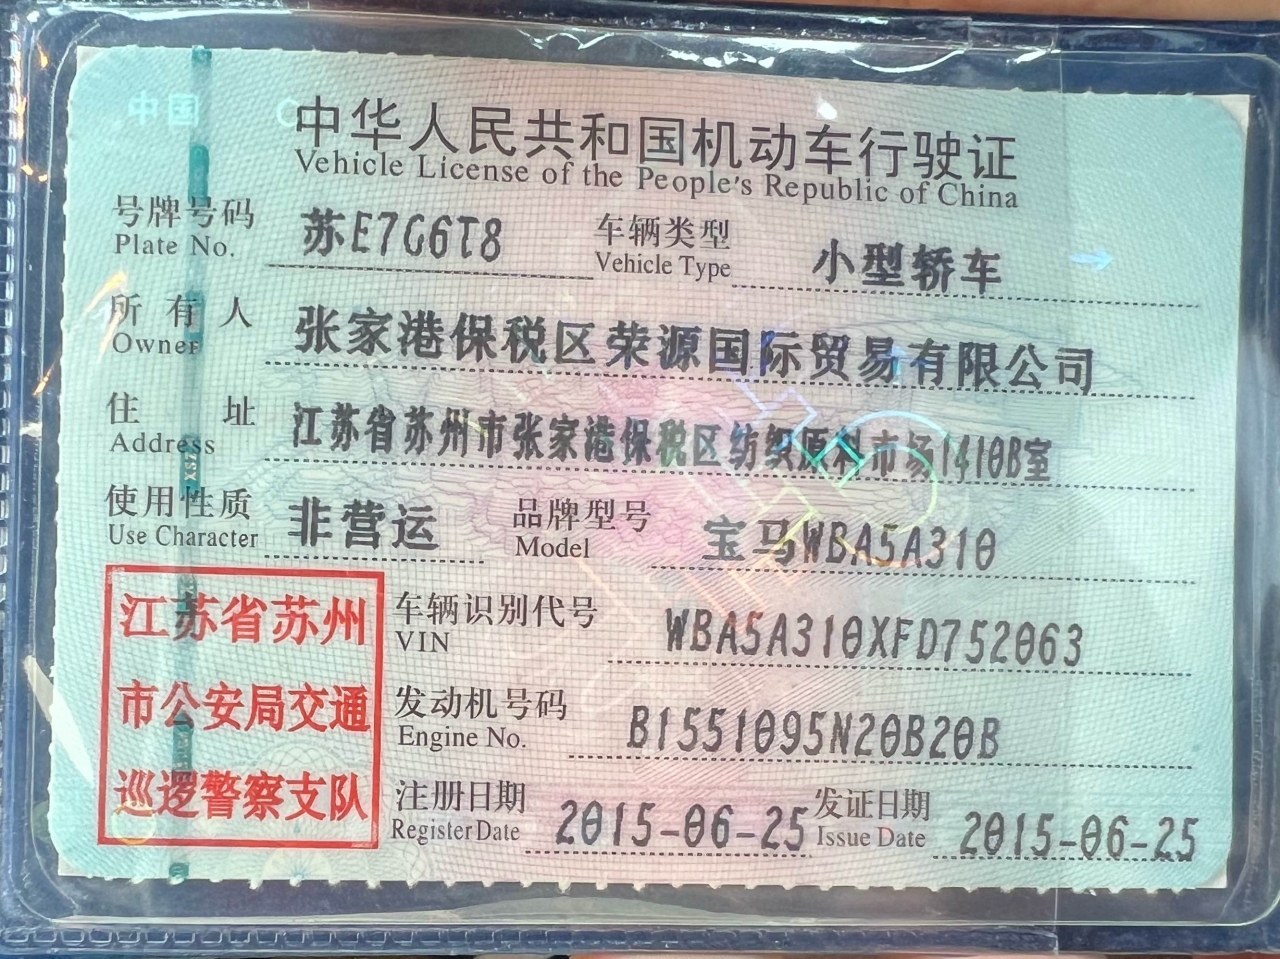 中国
中华人民共和国机动车行驶证
Vehicle License of the People's Republic of China
号牌号码 苏E7G6T8 车辆类型 小型轿车
Plate No. Vehicle Type
所有人 张家港保税区荣源国际贸易有限公司
Owner
住址 江苏省苏州市张家港保税区纺织原料市场1410B室
Address
使用性质 非营运 品牌型号 宝马WBA5A310
Use Character Model
江苏省苏州
市公安局交通
巡逻警察支队
车辆识别代号 WBA5A310XFD752063
VIN
发动机号码 B1551095N20B20B
Engine No.
注册日期 2015-06-25 发证日期 2015-06-25
Register Date Issue Date